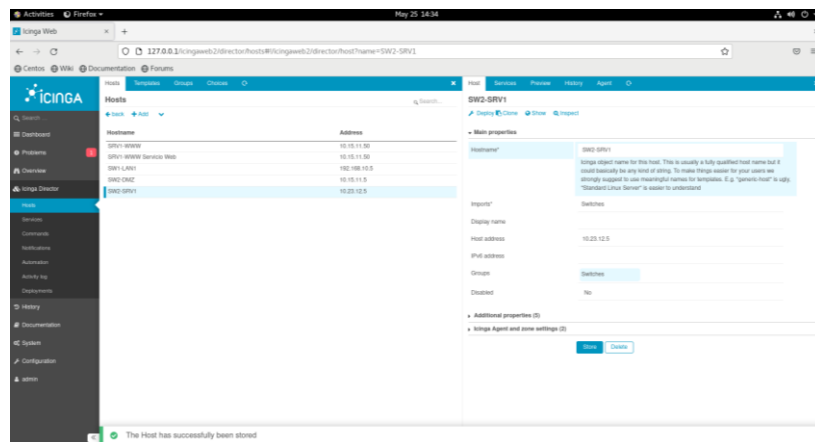 Activities Firefox May 25 14:34
Icinga Web × +
127.0.0.1/icingaweb2/director/hosts#!/icingaweb2/director/host?name=SW2-SRV1
Centos Wiki Documentation Forums
icinga
Search ...
Dashboard
Problems
Overview
Icinga Director
Hosts
Services
Commands
Notifications
Automation
Activity log
Deployments
History
Documentation
System
Configuration
admin
Hosts Templates Groups Choices
Hosts
Search...
back Add
Hostname Address
SRV1-WWW 10.15.11.50
SRV1-WWW Servicio Web 10.15.11.50
SW1-LAN1 192.168.10.5
SW2-DMZ 10.15.11.5
SW2-SRV1 10.23.12.5
Host Services Preview History Agent
SW2-SRV1
Deploy Clone Show Inspect
Main properties
Hostname* SW2-SRV1
Icinga object name for this host. This is usually a fully qualified host name but it
could basically be any kind of string. To make things easier for your users we
strongly suggest to use meaningful names for templates. E.g. "generic-host" is ugly,
"Standard Linux Server" is easier to understand
Imports* Switches
Display name
Host address 10.23.12.5
IPv6 address
Groups Switches
Disabled No
Additional properties (5)
Icinga Agent and zone settings (2)
Store Delete
The Host has successfully been stored